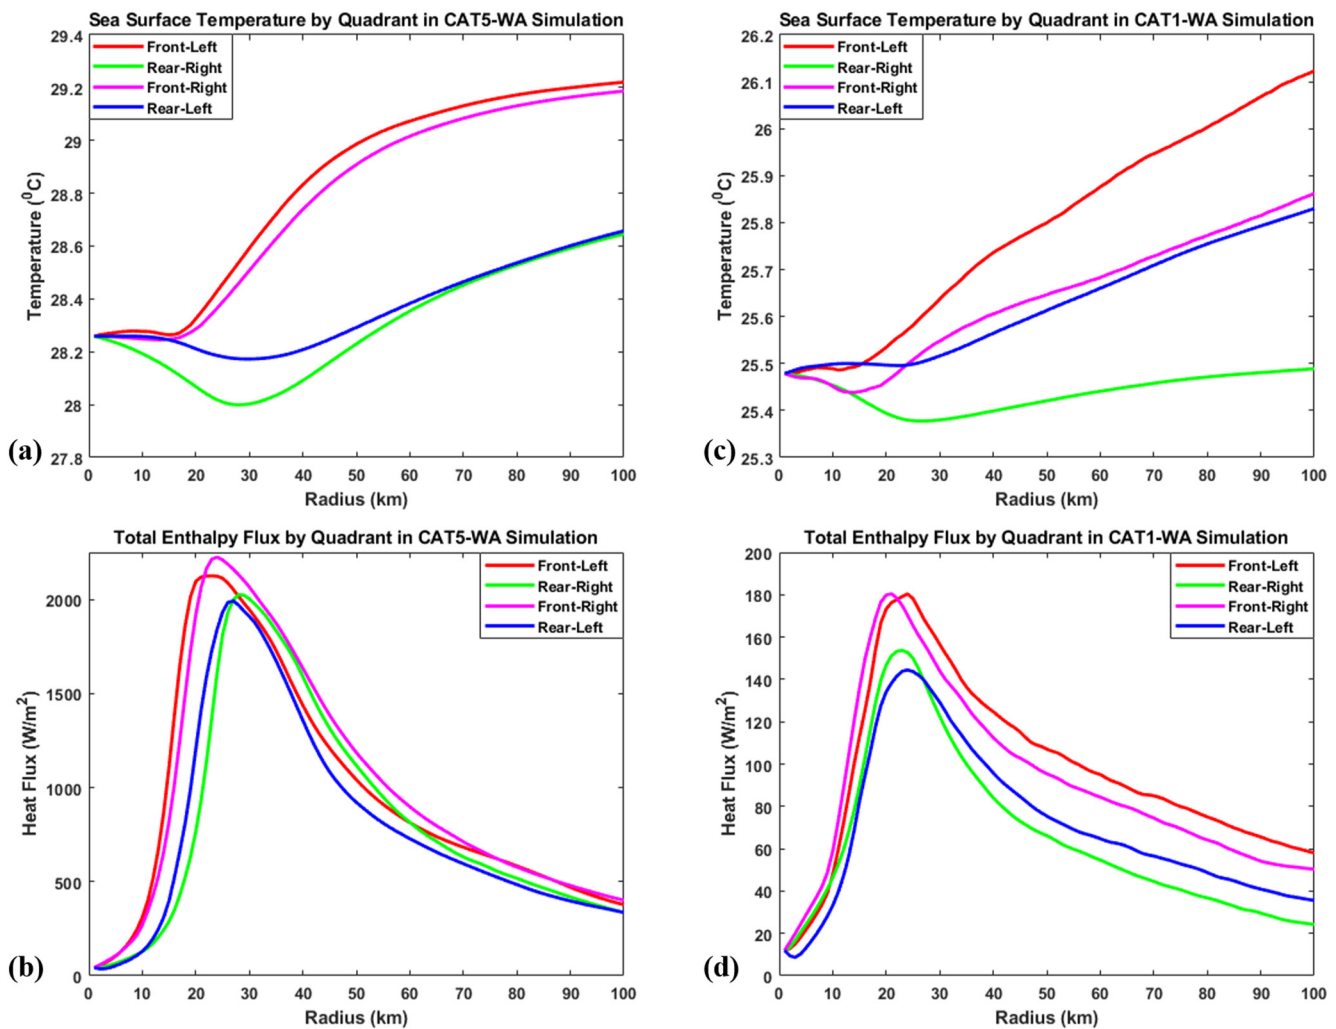 Sea Surface Temperature by Quadrant in CAT5-WA Simulation
29.4
29.2
29
28.8
28.6
28.4
28.2
28
27.8
Temperature (⁰C)
Front-Left
Rear-Right
Front-Right
Rear-Left
0 10 20 30 40 50 60 70 80 90 100
Radius (km)
(a)
Sea Surface Temperature by Quadrant in CAT1-WA Simulation
26.2
26.1
26
25.9
25.8
25.7
25.6
25.5
25.4
25.3
Temperature (⁰C)
Front-Left
Rear-Right
Front-Right
Rear-Left
0 10 20 30 40 50 60 70 80 90 100
Radius (km)
(c)
Total Enthalpy Flux by Quadrant in CAT5-WA Simulation
2000
1500
1000
500
0
Heat Flux (W/m²)
Front-Left
Rear-Right
Front-Right
Rear-Left
0 10 20 30 40 50 60 70 80 90 100
Radius (km)
(b)
Total Enthalpy Flux by Quadrant in CAT1-WA Simulation
200
180
160
140
120
100
80
60
40
20
0
Heat Flux (W/m²)
Front-Left
Rear-Right
Front-Right
Rear-Left
0 10 20 30 40 50 60 70 80 90 100
Radius (km)
(d)